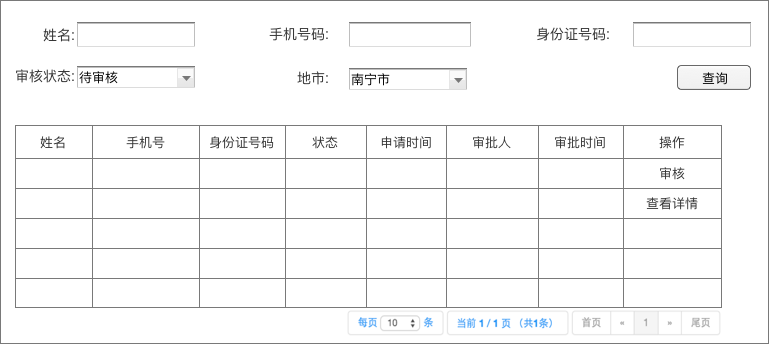 姓名: 手机号码: 身份证号码:
审核状态: 待审核 地市: 南宁市 查询
姓名 手机号 身份证号码 状态 申请时间 审批人 审批时间 操作
审核
查看详情
每页 10 条 当前 1 / 1 页 （共1条） 首页 « 1 » 尾页